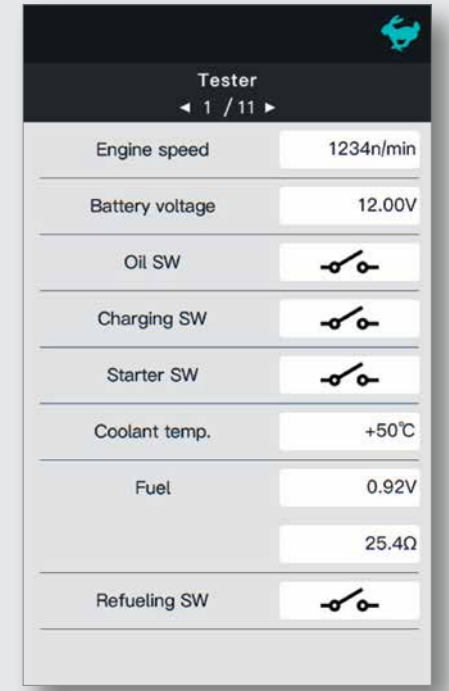 Tester
◄ 1 / 11 ►
Engine speed 1234n/min
Battery voltage 12.00V
Oil SW
Charging SW
Starter SW
Coolant temp. +50℃
Fuel 0.92V
25.4Ω
Refueling SW